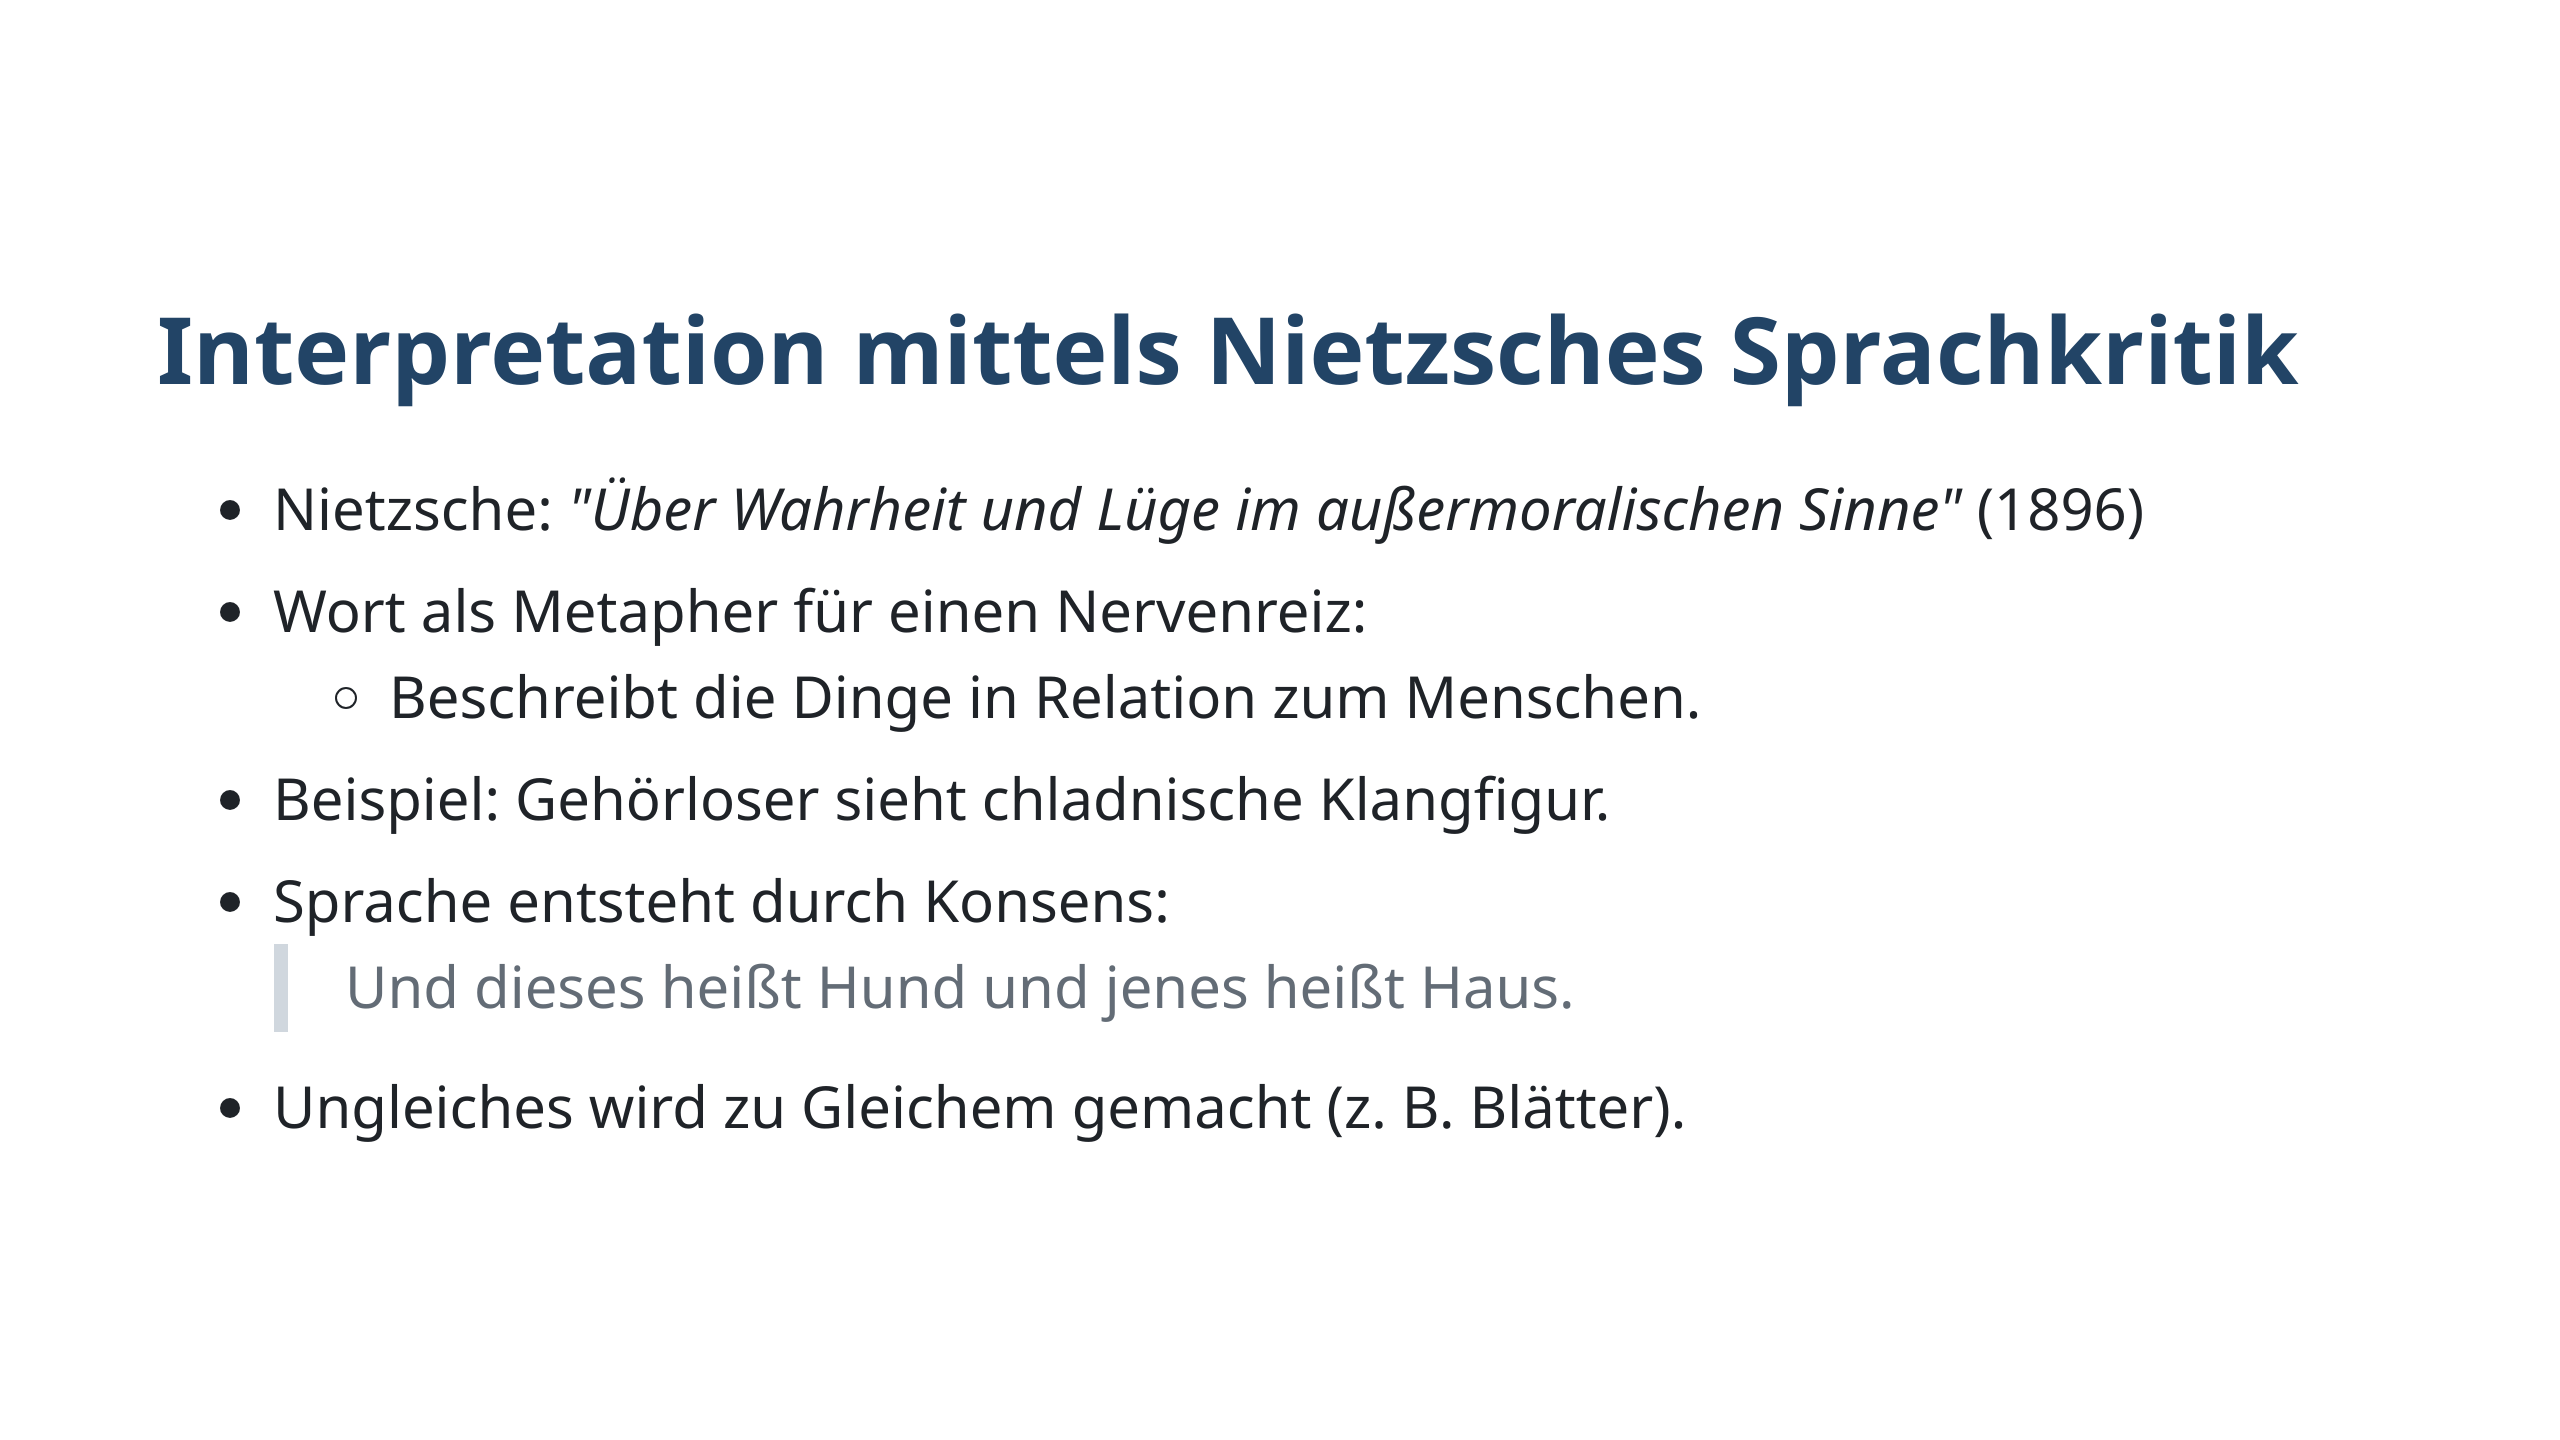 Interpretation mittels Nietzsches Sprachkritik
• Nietzsche: "Über Wahrheit und Lüge im außermoralischen Sinne" (1896)
• Wort als Metapher für einen Nervenreiz:
◦ Beschreibt die Dinge in Relation zum Menschen.
• Beispiel: Gehörloser sieht chladnische Klangfigur.
• Sprache entsteht durch Konsens:
Und dieses heißt Hund und jenes heißt Haus.
• Ungleiches wird zu Gleichem gemacht (z. B. Blätter).